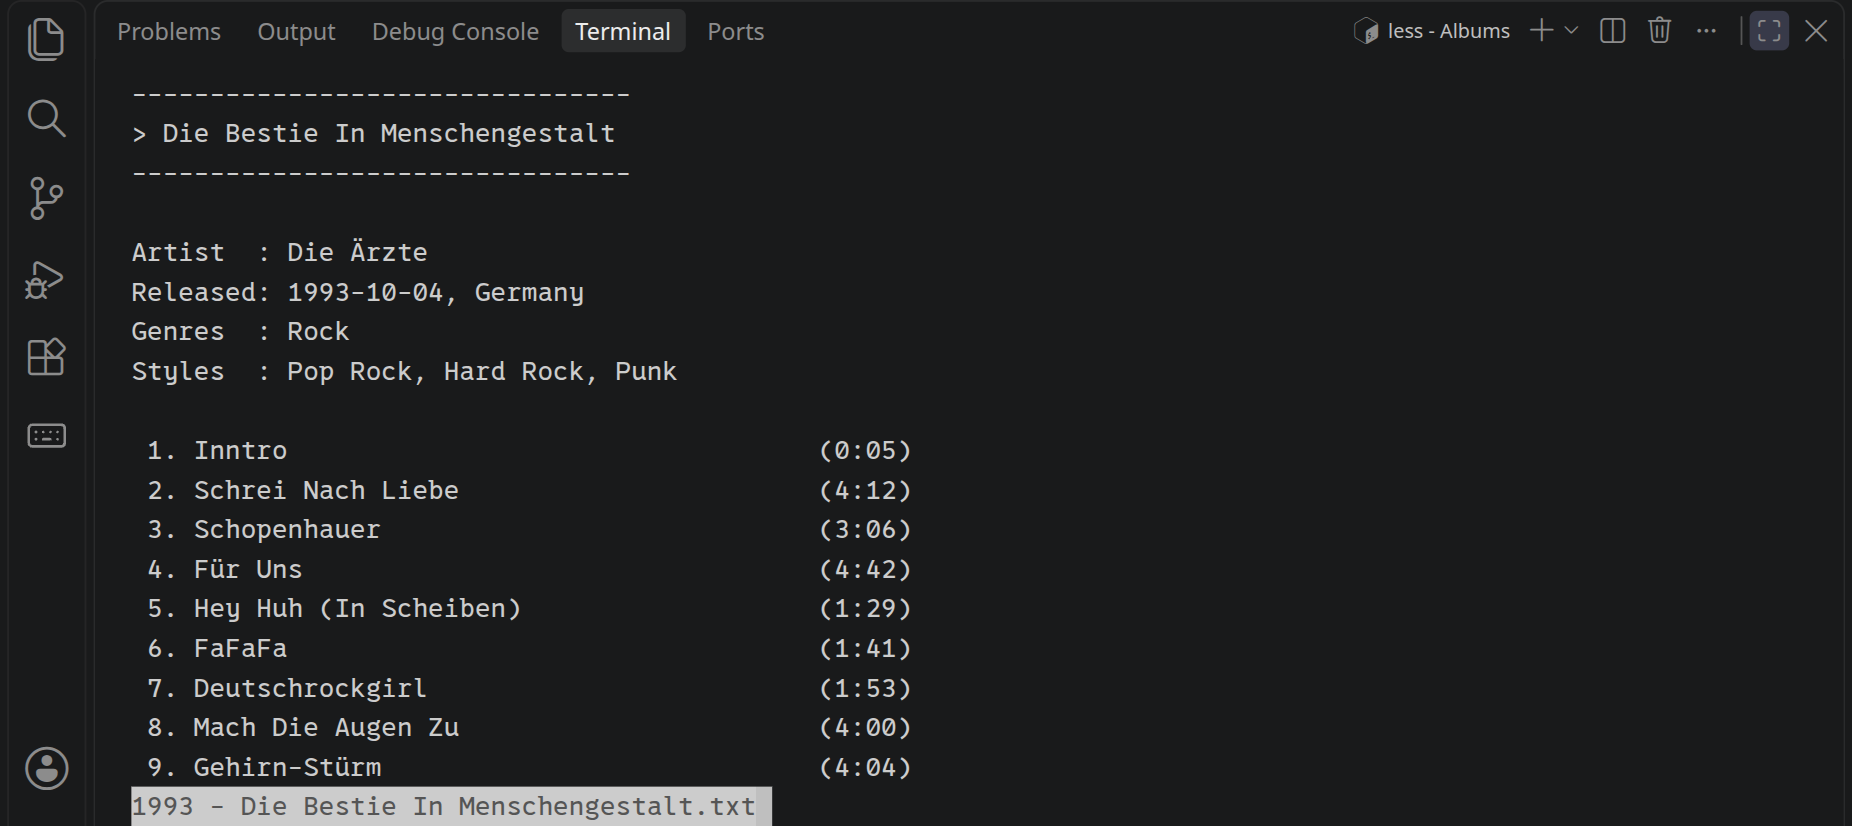 Problems Output Debug Console Terminal Ports less - Albums
--------------------------------
> Die Bestie In Menschengestalt
--------------------------------
Artist  : Die Ärzte
Released: 1993-10-04, Germany
Genres  : Rock
Styles  : Pop Rock, Hard Rock, Punk
1. Inntro (0:05)
2. Schrei Nach Liebe (4:12)
3. Schopenhauer (3:06)
4. Für Uns (4:42)
5. Hey Huh (In Scheiben) (1:29)
6. FaFaFa (1:41)
7. Deutschrockgirl (1:53)
8. Mach Die Augen Zu (4:00)
9. Gehirn-Stürm (4:04)
1993 - Die Bestie In Menschengestalt.txt